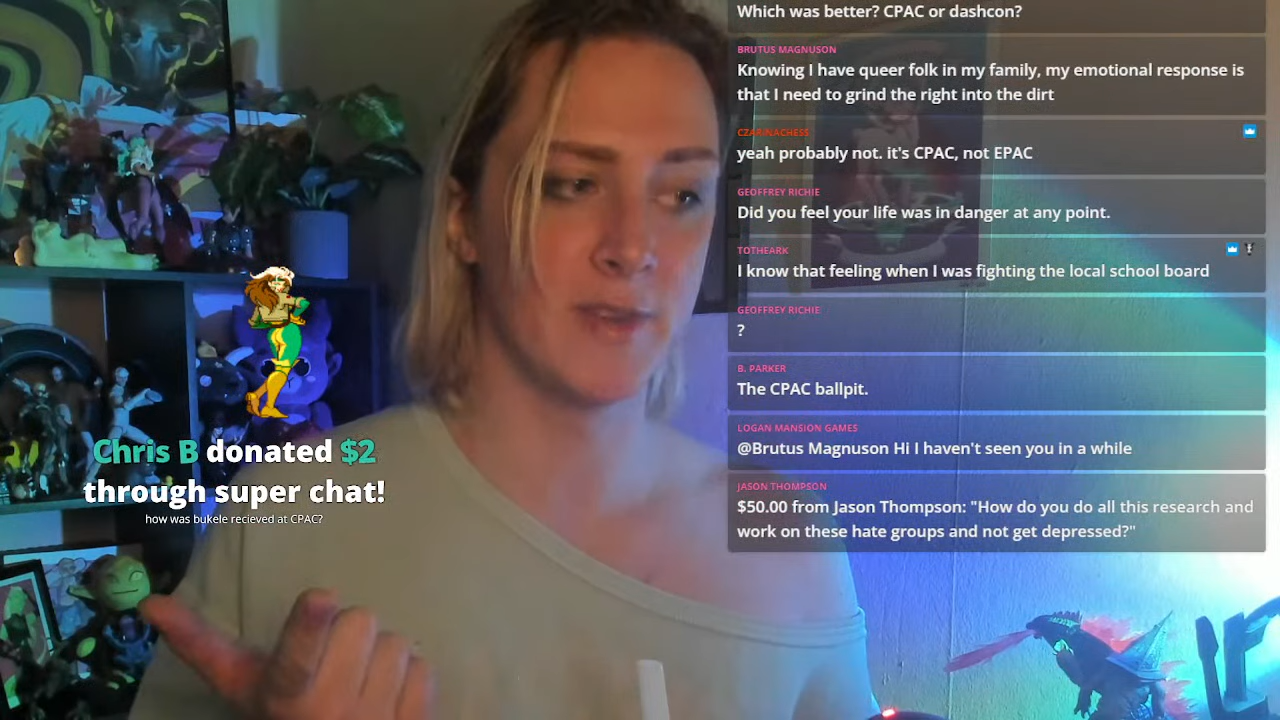 Which was better? CPAC or dashcon?
BRUTUS MAGNUSON
Knowing I have queer folk in my family, my emotional response is
that I need to grind the right into the dirt
CZAR NACHESS
yeah probably not. it's CPAC, not EPAC
GEOFFREY RICHIE
Did you feel your life was in danger at any point.
TOTHEARK
I know that feeling when I was fighting the local school board
GEOFFREY RICHIE
?
B. PARKER
The CPAC ballpit.
LOGAN MANSION GAMES
@Brutus Magnuson Hi I haven't seen you in a while
JASON THOMPSON
$50.00 from Jason Thompson: "How do you do all this research and
work on these hate groups and not get depressed?"
Chris B donated $2
through super chat!
how was bukele recieved at CPAC?